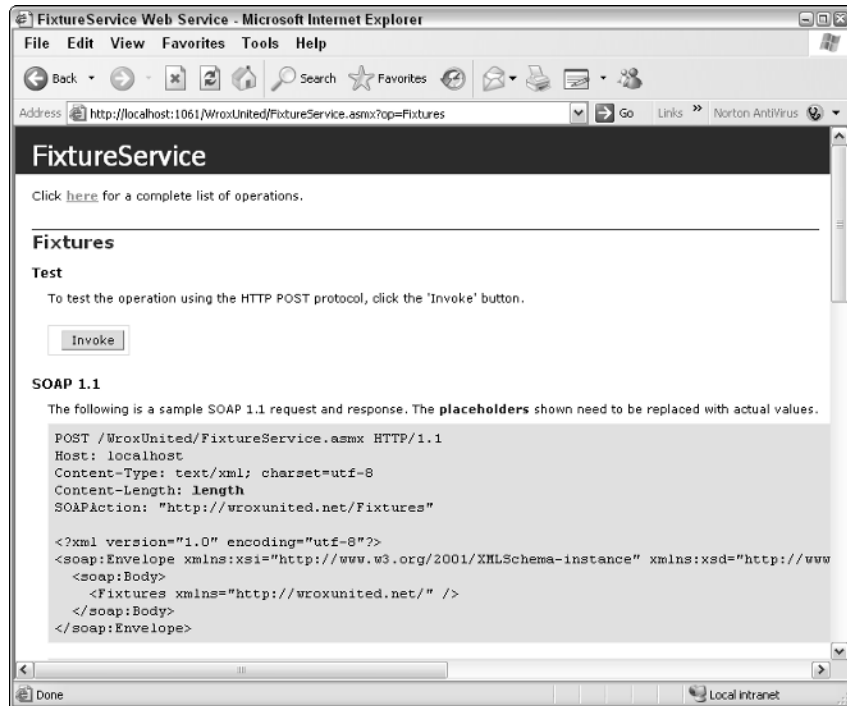 FixtureService Web Service - Microsoft Internet Explorer
File Edit View Favorites Tools Help
Back Search Favorites
Address http://localhost:1061/WroxUnited/FixtureService.asmx?op=Fixtures Go Links » Norton AntiVirus
FixtureService
Click here for a complete list of operations.
Fixtures
Test
To test the operation using the HTTP POST protocol, click the 'Invoke' button.
Invoke
SOAP 1.1
The following is a sample SOAP 1.1 request and response. The placeholders shown need to be replaced with actual values.
POST /WroxUnited/FixtureService.asmx HTTP/1.1
Host: localhost
Content-Type: text/xml; charset=utf-8
Content-Length: length
SOAPAction: "http://wroxunited.net/Fixtures"
<?xml version="1.0" encoding="utf-8"?>
<soap:Envelope xmlns:xsi="http://www.w3.org/2001/XMLSchema-instance" xmlns:xsd="http://www
<soap:Body>
<Fixtures xmlns="http://wroxunited.net/" />
</soap:Body>
</soap:Envelope>
Done Local intranet